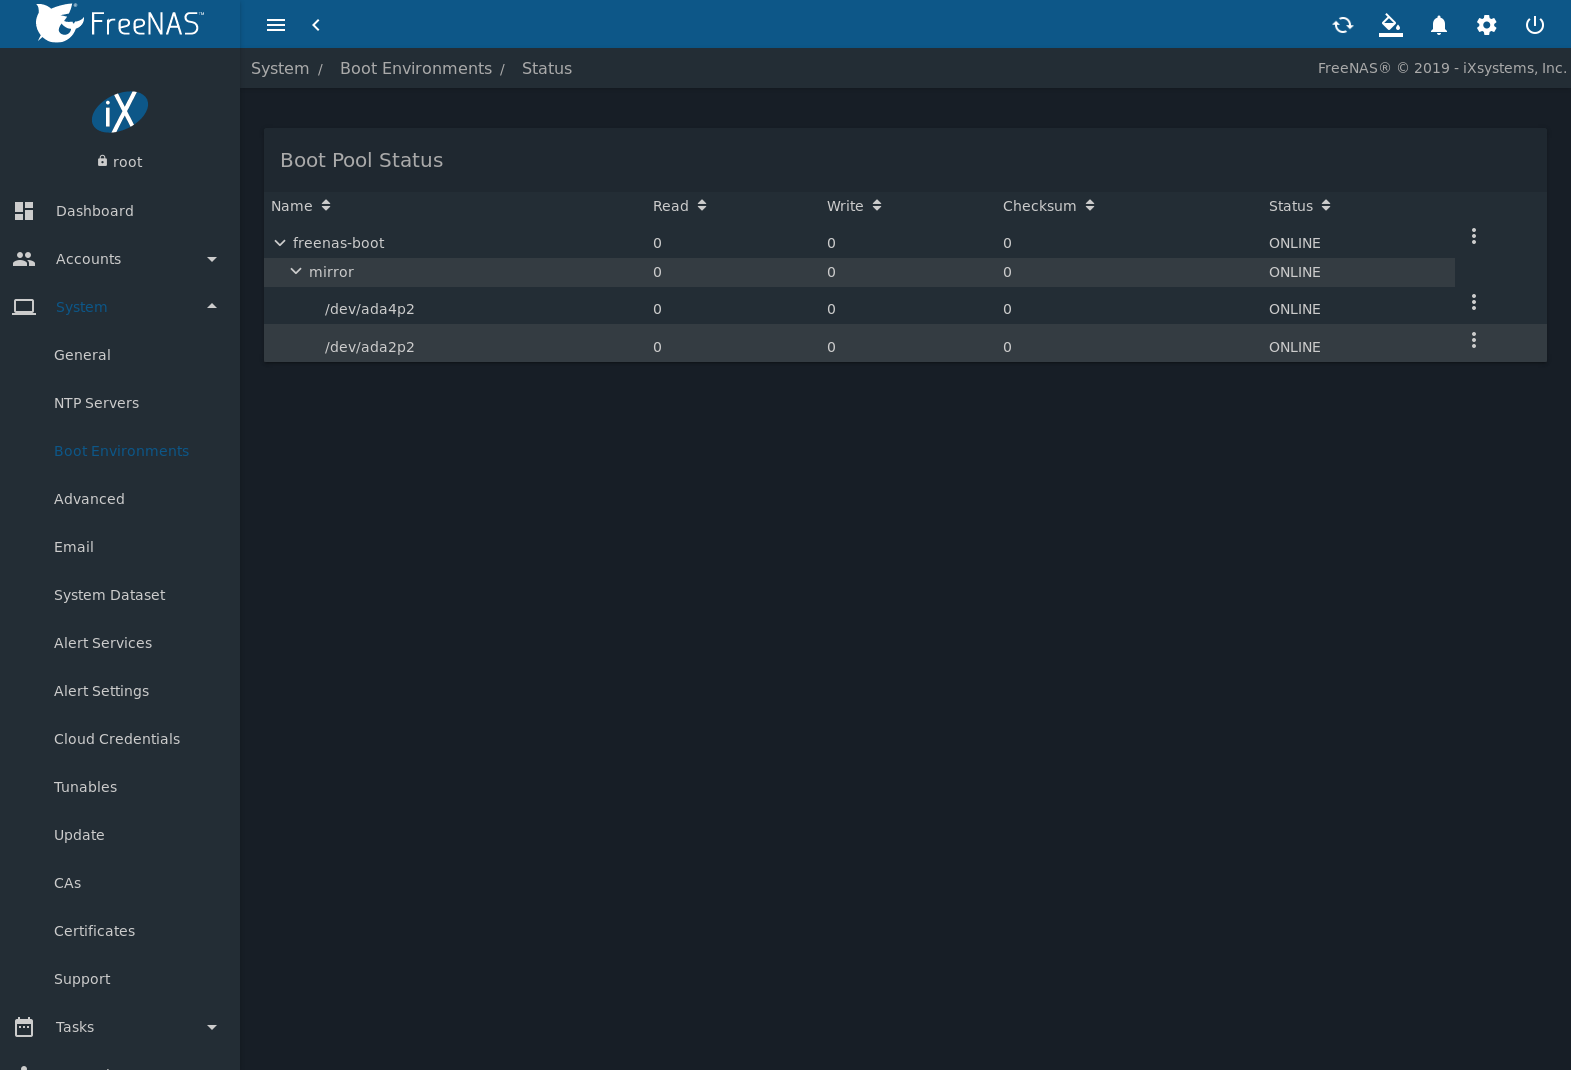 FreeNAS™
System / Boot Environments / Status
FreeNAS® © 2019 - iXsystems, Inc.
iX
root
Dashboard
Accounts
System
General
NTP Servers
Boot Environments
Advanced
Email
System Dataset
Alert Services
Alert Settings
Cloud Credentials
Tunables
Update
CAs
Certificates
Support
Tasks
Boot Pool Status
Name Read Write Checksum Status
freenas-boot 0 0 0 ONLINE
mirror 0 0 0 ONLINE
/dev/ada4p2 0 0 0 ONLINE
/dev/ada2p2 0 0 0 ONLINE